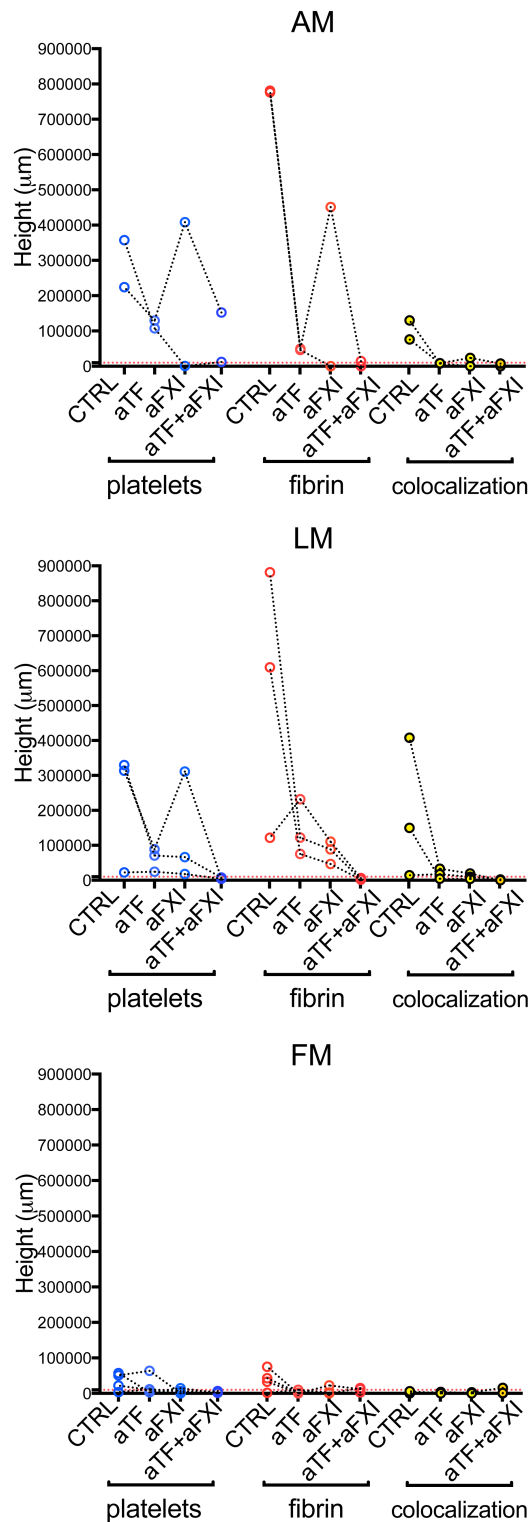 AM
900000
800000
700000
600000
500000
400000
300000
200000
100000
0
Height (μm)
CTRL
aTF
aFXI
aTF+aFXI
CTRL
aTF
aFXI
aTF+aFXI
CTRL
aTF
aFXI
aTF+aFXI
platelets
fibrin
colocalization
LM
900000
800000
700000
600000
500000
400000
300000
200000
100000
0
Height (μm)
CTRL
aTF
aFXI
aTF+aFXI
CTRL
aTF
aFXI
aTF+aFXI
CTRL
aTF
aFXI
aTF+aFXI
platelets
fibrin
colocalization
FM
900000
800000
700000
600000
500000
400000
300000
200000
100000
0
Height (μm)
CTRL
aTF
aFXI
aTF+aFXI
CTRL
aTF
aFXI
aTF+aFXI
CTRL
aTF
aFXI
aTF+aFXI
platelets
fibrin
colocalization